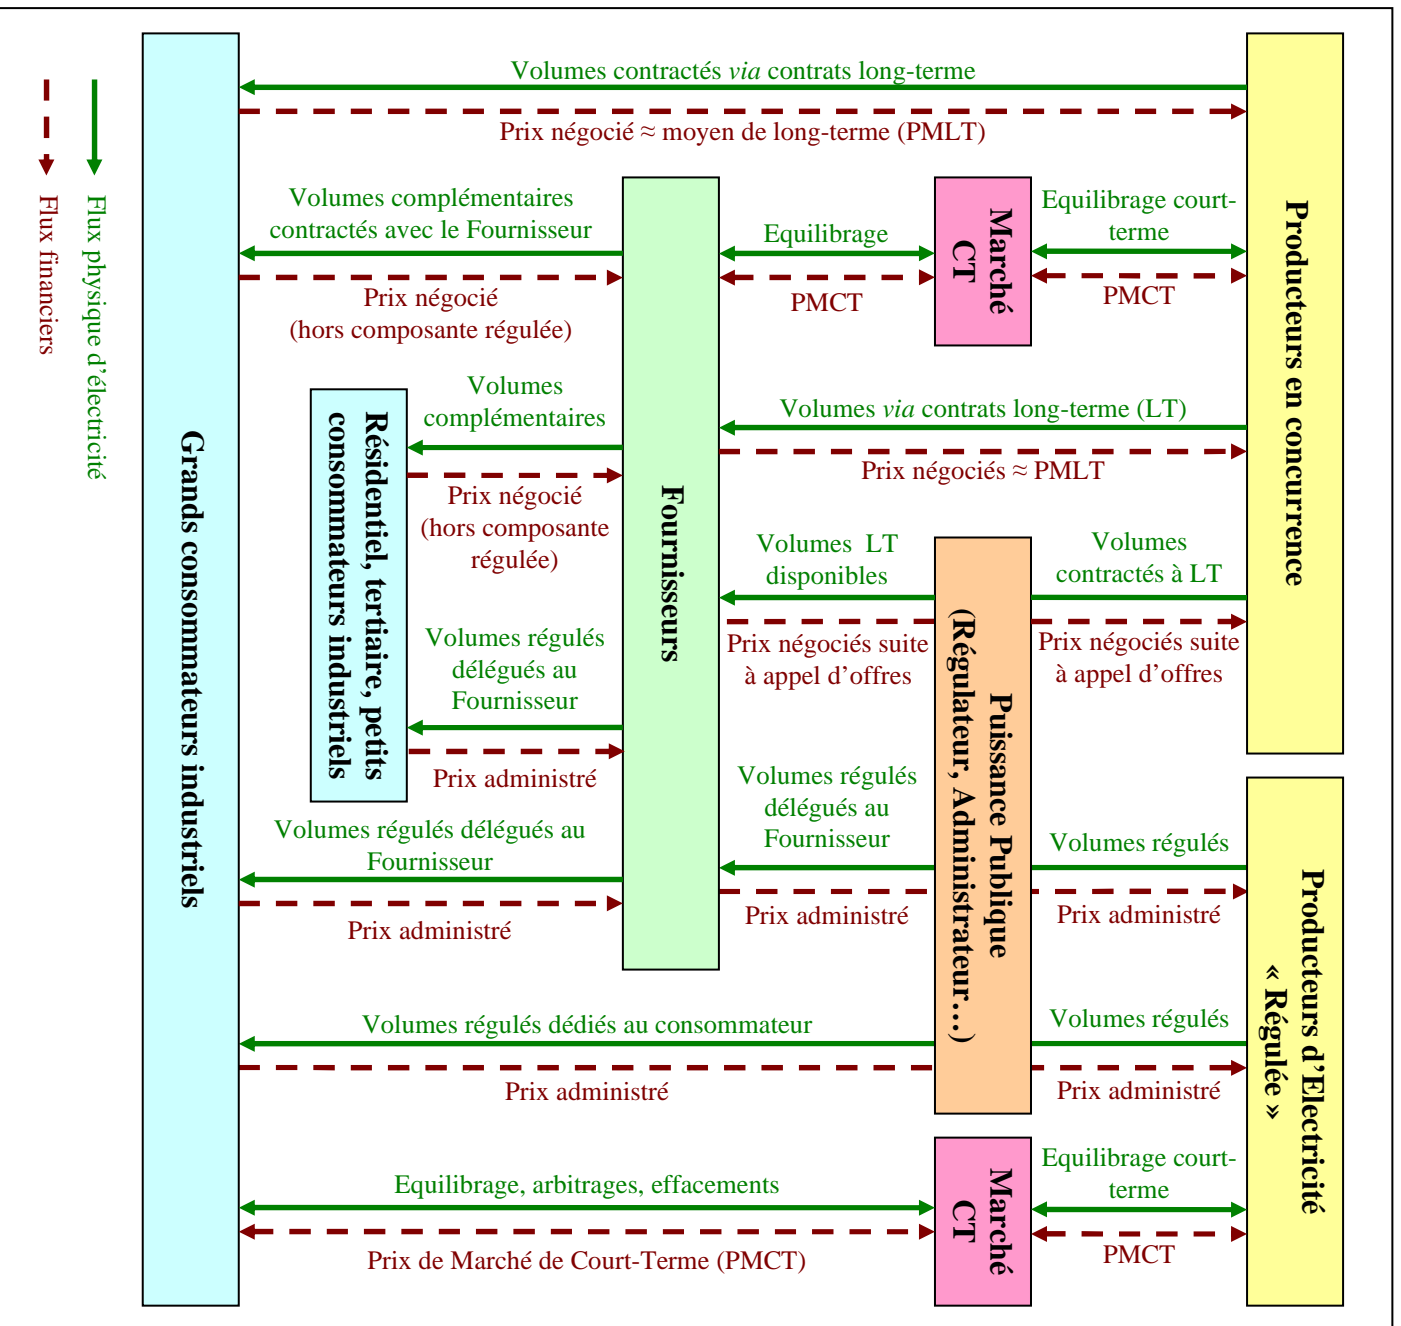 Volumes contractés via contrats long-terme
Prix négocié ≈ moyen de long-terme (PMLT)
Flux financiers
Flux physique d’électricité
Grands consommateurs industriels
Volumes complémentaires
contractés avec le Fournisseur
Prix négocié
(hors composante régulée)
Résidentiel, tertiaire, petits
consommateurs industriels
Volumes
complémentaires
Prix négocié
(hors composante
régulée)
Volumes régulés
délégués au
Fournisseur
Prix administré
Volumes régulés délégués au
Fournisseur
Prix administré
Fournisseurs
Equilibrage
PMCT
Marché
CT
Equilibrage court-
terme
PMCT
Producteurs en concurrence
Volumes via contrats long-terme (LT)
Prix négociés ≈ PMLT
Volumes LT
disponibles
Prix négociés suite
à appel d’offres
Volumes
contractés à LT
Prix négociés suite
à appel d’offres
Puissance Publique
(Régulateur, Administrateur…)
Volumes régulés
délégués au
Fournisseur
Prix administré
Volumes régulés
Prix administré
Producteurs d’Electricité
« Régulée »
Volumes régulés dédiés au consommateur
Prix administré
Volumes régulés
Prix administré
Equilibrage, arbitrages, effacements
Prix de Marché de Court-Terme (PMCT)
Marché
CT
Equilibrage court-
terme
PMCT